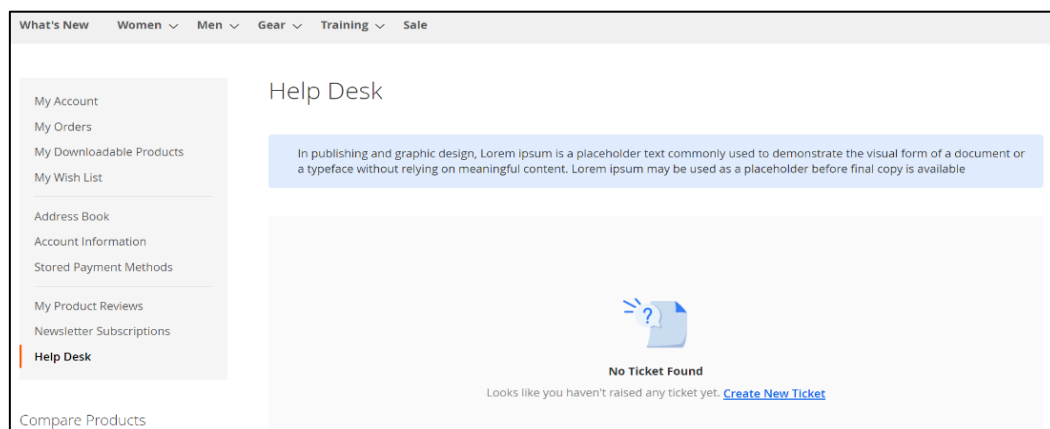 What's New Women Men Gear Training Sale
My Account
My Orders
My Downloadable Products
My Wish List
Address Book
Account Information
Stored Payment Methods
My Product Reviews
Newsletter Subscriptions
Help Desk
Compare Products
Help Desk
In publishing and graphic design, Lorem ipsum is a placeholder text commonly used to demonstrate the visual form of a document or
a typeface without relying on meaningful content. Lorem ipsum may be used as a placeholder before final copy is available
?
No Ticket Found
Looks like you haven't raised any ticket yet. Create New Ticket